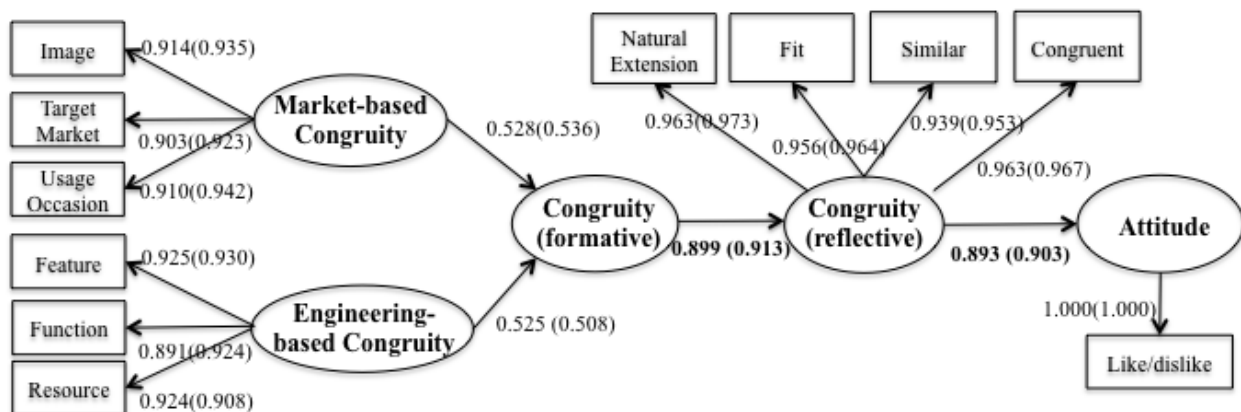 Image
0.914(0.935)
Target
Market
0.903(0.923)
Usage
Occasion
0.910(0.942)
Market-based
Congruity
0.528(0.536)
Feature
0.925(0.930)
Function
0.891(0.924)
Resource
0.924(0.908)
Engineering-
based Congruity
0.525 (0.508)
Congruity
(formative)
0.899 (0.913)
Natural
Extension
0.963(0.973)
Fit
0.956(0.964)
Similar
0.939(0.953)
Congruent
0.963(0.967)
Congruity
(reflective)
0.893 (0.903)
Attitude
1.000(1.000)
Like/dislike